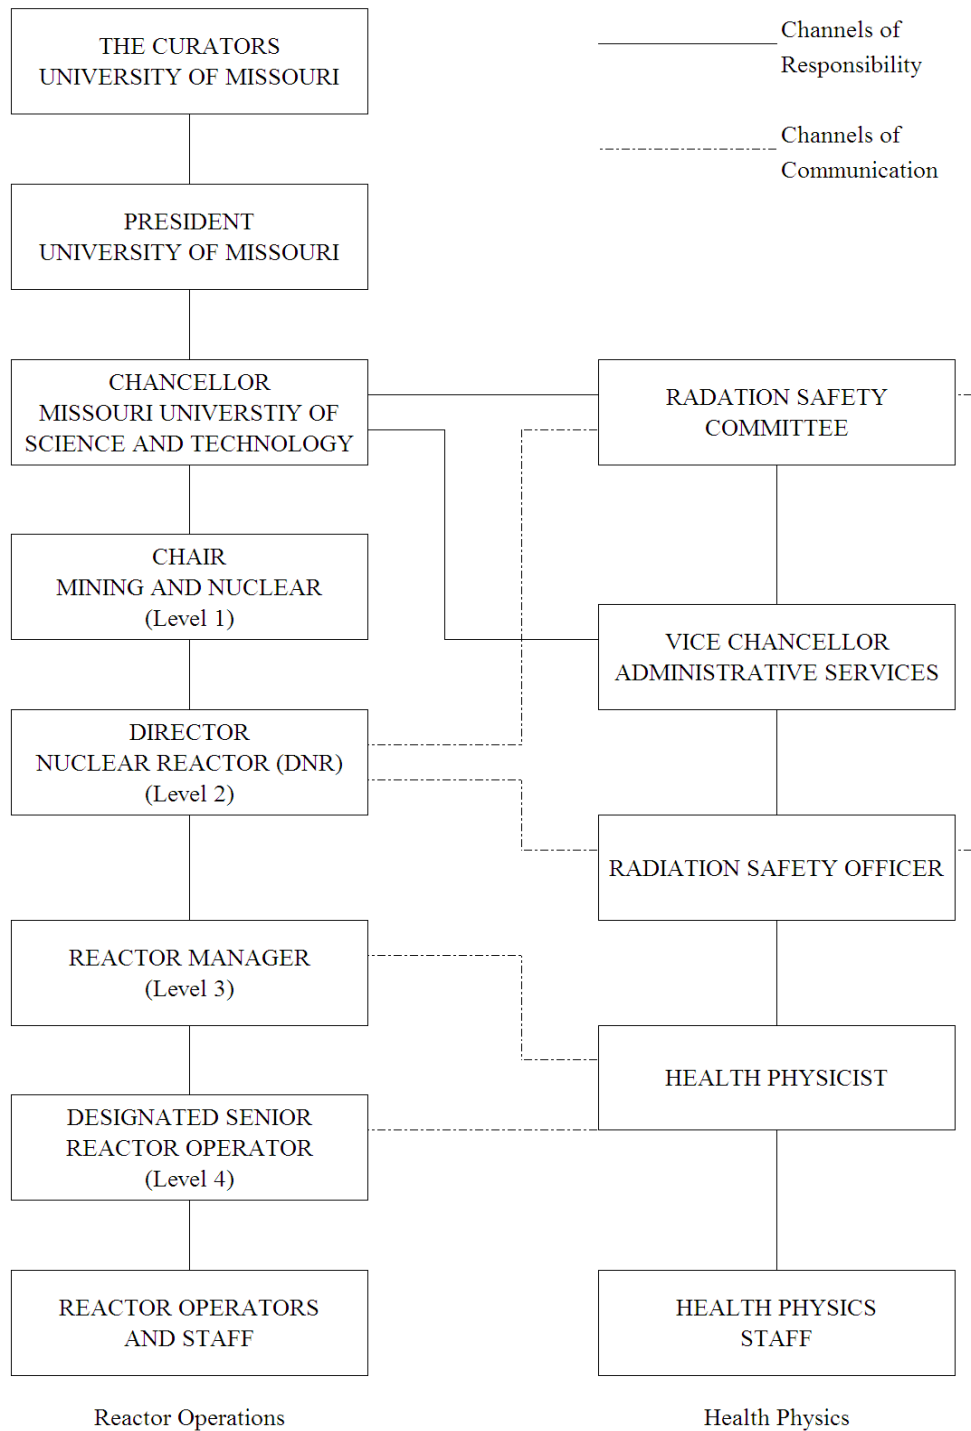 THE CURATORS
UNIVERSITY OF MISSOURI
Channels of
Responsibility
Channels of
Communication
PRESIDENT
UNIVERSITY OF MISSOURI
CHANCELLOR
MISSOURI UNIVERSTIY OF
SCIENCE AND TECHNOLOGY
RADATION SAFETY
COMMITTEE
CHAIR
MINING AND NUCLEAR
(Level 1)
VICE CHANCELLOR
ADMINISTRATIVE SERVICES
DIRECTOR
NUCLEAR REACTOR (DNR)
(Level 2)
RADIATION SAFETY OFFICER
REACTOR MANAGER
(Level 3)
HEALTH PHYSICIST
DESIGNATED SENIOR
REACTOR OPERATOR
(Level 4)
REACTOR OPERATORS
AND STAFF
HEALTH PHYSICS
STAFF
Reactor Operations
Health Physics